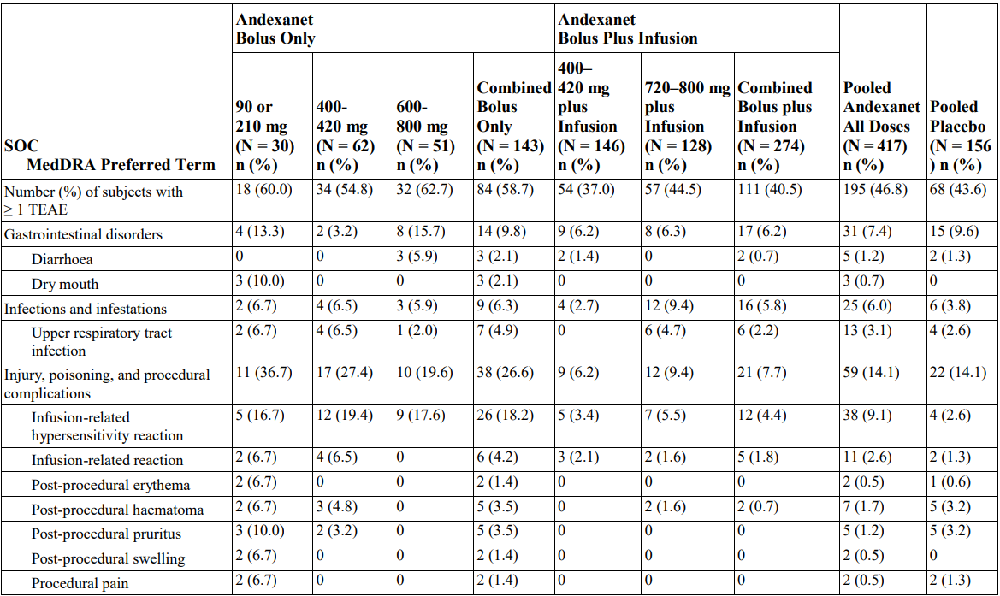 Andexanet
Bolus Only
Andexanet
Bolus Plus Infusion
SOC
MedDRA Preferred Term
90 or
210 mg
(N = 30)
n (%)
400-
420 mg
(N = 62)
n (%)
600-
800 mg
(N = 51)
n (%)
Combined
Bolus
Only
(N = 143)
n (%)
400–
420 mg
plus
Infusion
(N = 146)
n (%)
720–800 mg
plus
Infusion
(N = 128)
n (%)
Combined
Bolus plus
Infusion
(N = 274)
n (%)
Pooled
Andexanet
All Doses
(N = 417)
n (%)
Pooled
Placebo
(N = 156
) n (%)
Number (%) of subjects with
≥ 1 TEAE
18 (60.0) 34 (54.8) 32 (62.7) 84 (58.7) 54 (37.0) 57 (44.5) 111 (40.5) 195 (46.8) 68 (43.6)
Gastrointestinal disorders 4 (13.3) 2 (3.2) 8 (15.7) 14 (9.8) 9 (6.2) 8 (6.3) 17 (6.2) 31 (7.4) 15 (9.6)
Diarrhoea 0 0 3 (5.9) 3 (2.1) 2 (1.4) 0 2 (0.7) 5 (1.2) 2 (1.3)
Dry mouth 3 (10.0) 0 0 3 (2.1) 0 0 0 3 (0.7) 0
Infections and infestations 2 (6.7) 4 (6.5) 3 (5.9) 9 (6.3) 4 (2.7) 12 (9.4) 16 (5.8) 25 (6.0) 6 (3.8)
Upper respiratory tract
infection
2 (6.7) 4 (6.5) 1 (2.0) 7 (4.9) 0 6 (4.7) 6 (2.2) 13 (3.1) 4 (2.6)
Injury, poisoning, and procedural
complications
11 (36.7) 17 (27.4) 10 (19.6) 38 (26.6) 9 (6.2) 12 (9.4) 21 (7.7) 59 (14.1) 22 (14.1)
Infusion-related
hypersensitivity reaction
5 (16.7) 12 (19.4) 9 (17.6) 26 (18.2) 5 (3.4) 7 (5.5) 12 (4.4) 38 (9.1) 4 (2.6)
Infusion-related reaction 2 (6.7) 4 (6.5) 0 6 (4.2) 3 (2.1) 2 (1.6) 5 (1.8) 11 (2.6) 2 (1.3)
Post-procedural erythema 2 (6.7) 0 0 2 (1.4) 0 0 0 2 (0.5) 1 (0.6)
Post-procedural haematoma 2 (6.7) 3 (4.8) 0 5 (3.5) 0 2 (1.6) 2 (0.7) 7 (1.7) 5 (3.2)
Post-procedural pruritus 3 (10.0) 2 (3.2) 0 5 (3.5) 0 0 0 5 (1.2) 5 (3.2)
Post-procedural swelling 2 (6.7) 0 0 2 (1.4) 0 0 0 2 (0.5) 0
Procedural pain 2 (6.7) 0 0 2 (1.4) 0 0 0 2 (0.5) 2 (1.3)